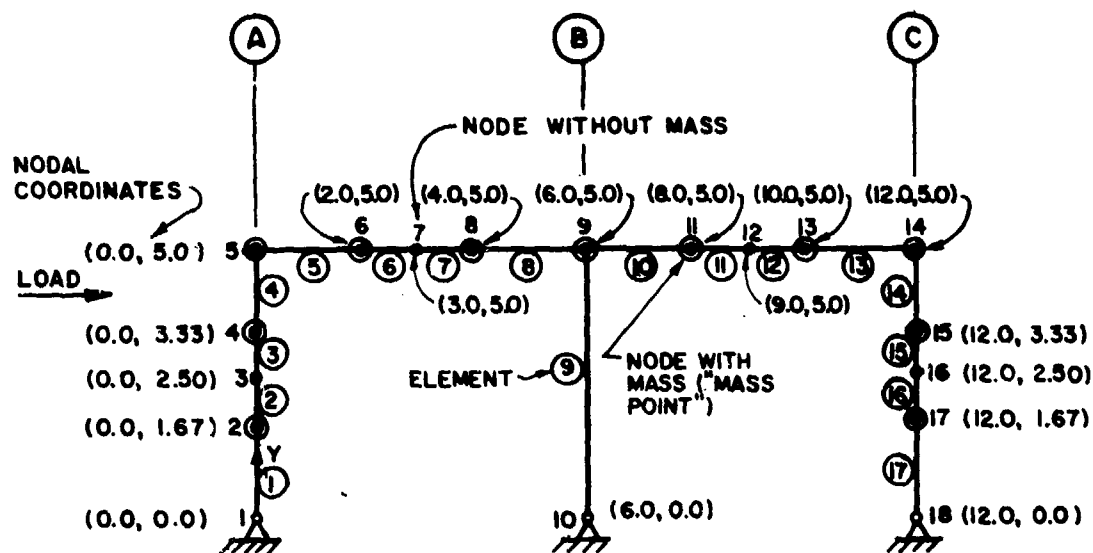 A B C
NODE WITHOUT MASS
NODAL
COORDINATES
(2.0,5.0) (4.0,5.0) (6.0,5.0) (8.0,5.0) (10.0,5.0) (12.0,5.0)
6 7 8 9 11 12 13 14
(0.0, 5.0) 5
5 6 7 8 10 11 12 13
LOAD
4
(3.0,5.0)
(9.0,5.0)
14
(0.0, 3.33) 4
15 (12.0, 3.33)
3
15
ELEMENT
9
NODE WITH
MASS ("MASS
POINT")
(0.0, 2.50) 3
16 (12.0, 2.50)
2
16
(0.0, 1.67) 2
17 (12.0, 1.67)
Y
1
17
(0.0, 0.0) 1
10 (6.0, 0.0)
18 (12.0, 0.0)